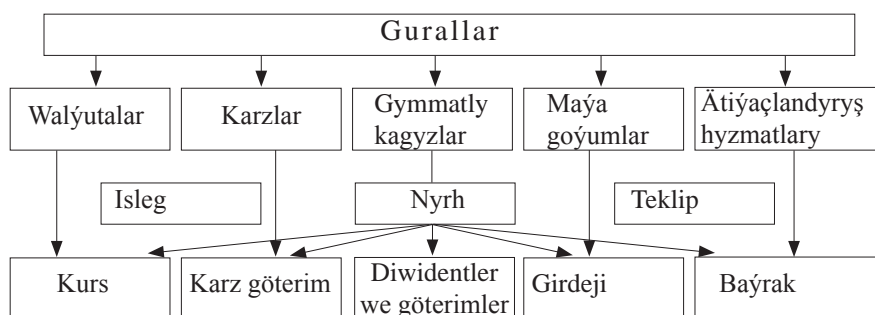 Gurallar
Walýutalar
Karzlar
Gymmatly
kagyzlar
Maýa
goýumlar
Ätiýaçlandyryş
hyzmatlary
Isleg
Nyrh
Teklip
Kurs
Karz göterim
Diwidentler
we göterimler
Girdeji
Baýrak